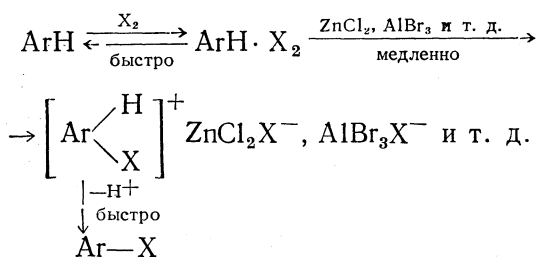 ArH ⇄ ArH · X₂ →
X₂
быстро
ZnCl₂, AlBr₃ и т. д.
медленно
→ [Ar H X]⁺ ZnCl₂X⁻, AlBr₃X⁻ и т. д.
–H⁺
быстро
Ar—X